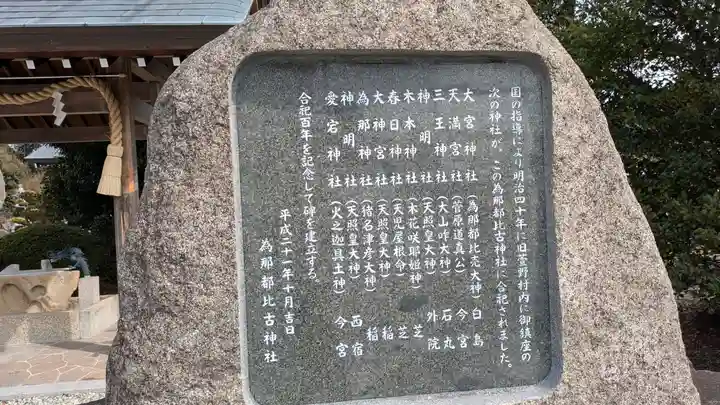 国の指導により明治四十年に旧萱野村内に御鎮座の
次の神社が、この為那都比古神社に合祀されました。
大宮神社(為那都比売大神) 白島
天満宮社(菅原道真公) 今宮
三王神社(大山咋大神) 石丸
神明社(天照皇大神) 外院
木本神社(木花咲耶姫神) 芝
春日神社(天児屋根命) 芝
大神宮社(天照皇大神) 稲
為那神社(猪名津彦大神) 稲
神明社(天照皇大神) 西宿
愛宕神社(火之迦具土神) 今宮
合祀百年を記念して碑を建立する。
平成二十一年十月吉日
為那都比古神社